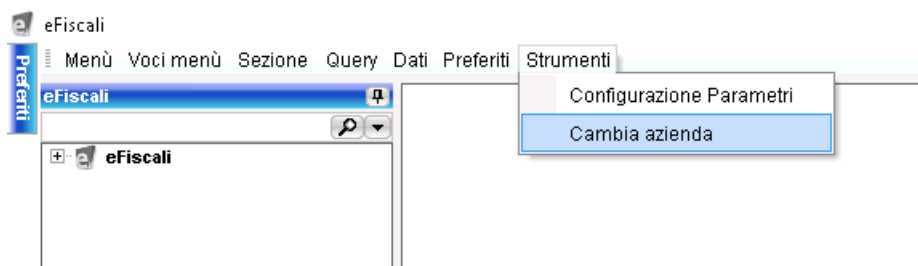 eFiscali
Menù Voci menù Sezione Query Dati Preferiti Strumenti
Preferiti
eFiscali
Configurazione Parametri
Cambia azienda
eFiscali